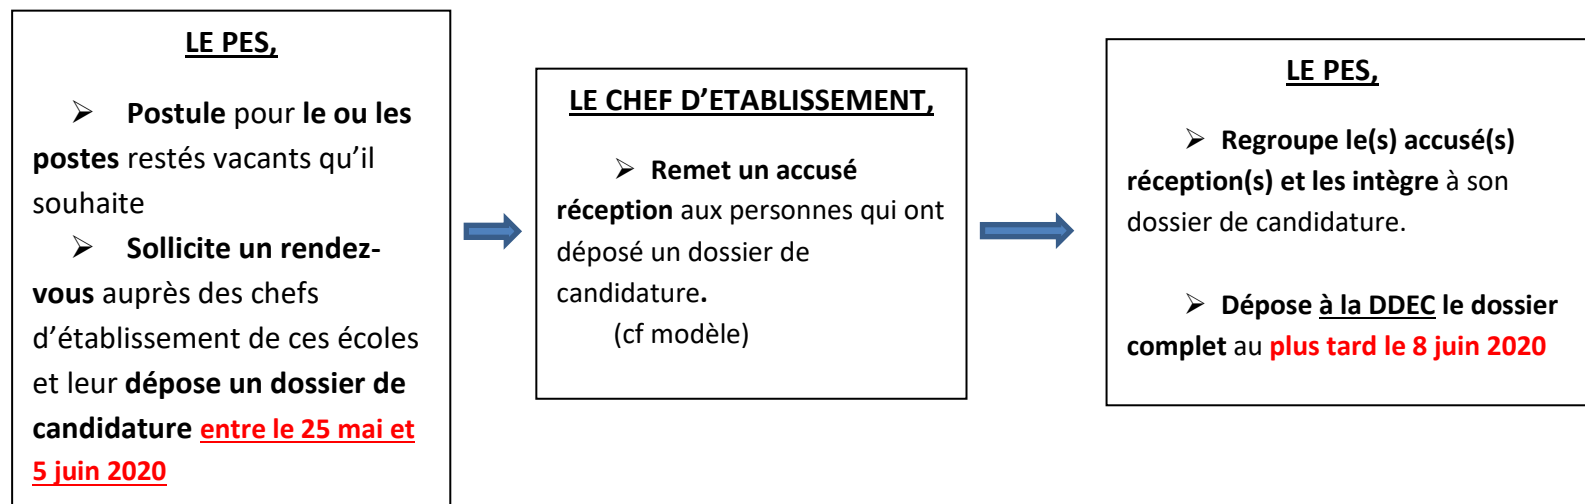 LE PES,
➢ Postule pour le ou les
postes restés vacants qu’il
souhaite
➢ Sollicite un rendez-
vous auprès des chefs
d’établissement de ces écoles
et leur dépose un dossier de
candidature entre le 25 mai et
5 juin 2020
LE CHEF D’ETABLISSEMENT,
➢ Remet un accusé
réception aux personnes qui ont
déposé un dossier de
candidature.
(cf modèle)
LE PES,
➢ Regroupe le(s) accusé(s)
réception(s) et les intègre à son
dossier de candidature.
➢ Dépose à la DDEC le dossier
complet au plus tard le 8 juin 2020